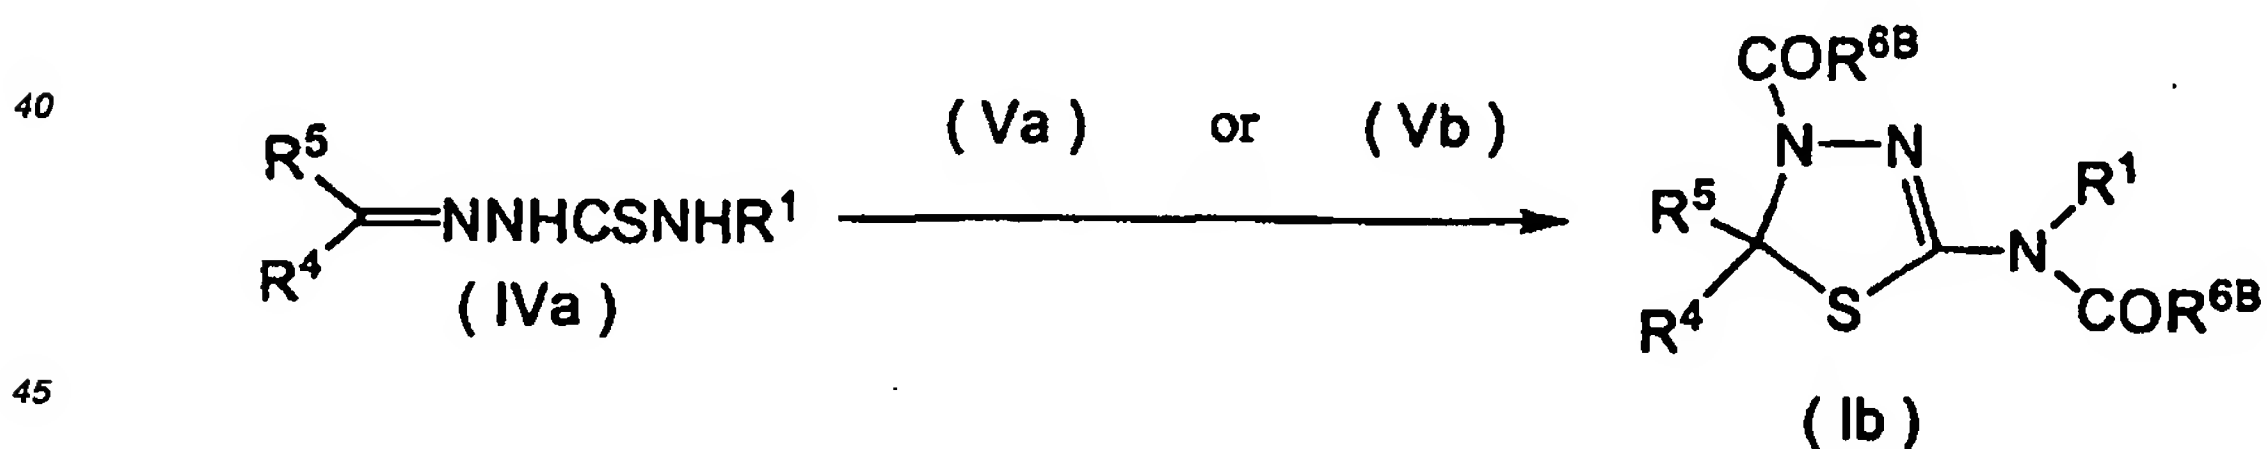 COR6B
40
(Va) or (Vb)
R5
N N
R1
NNHCSNHR1
R5
N
R4
(IVa)
S
COR6B
R4
45
(Ib)